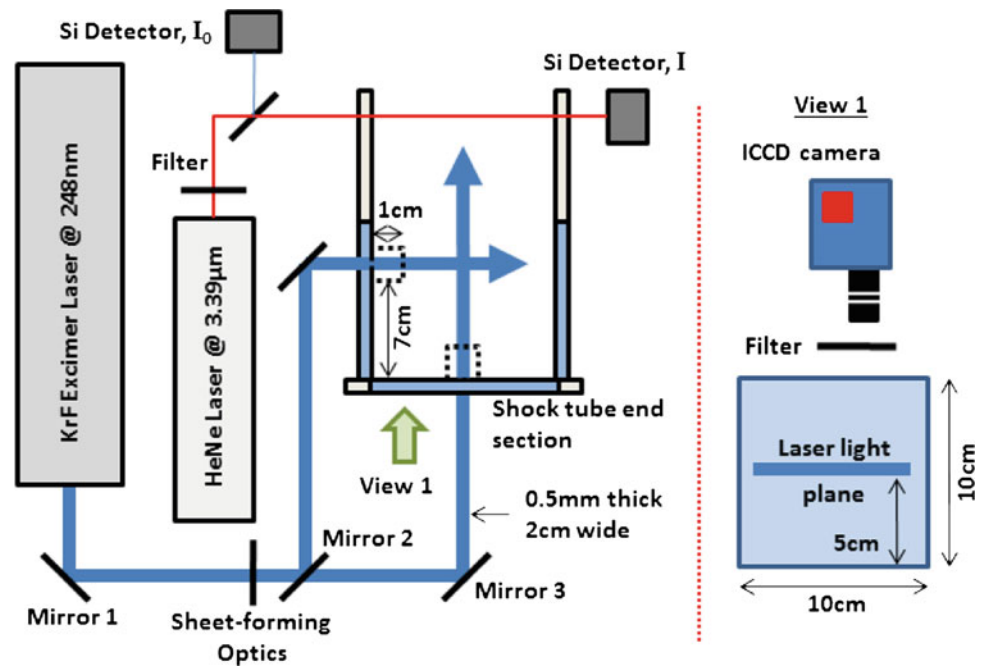 Si Detector, I₀
Si Detector, I
View 1
ICCD camera
Filter
1cm
KrF Excimer Laser @ 248nm
HeNe Laser @ 3.39μm
7cm
Filter
Shock tube end
section
Laser light
plane
5cm
10cm
10cm
View 1
0.5mm thick
2cm wide
Mirror 2
Mirror 1
Mirror 3
Sheet-forming
Optics